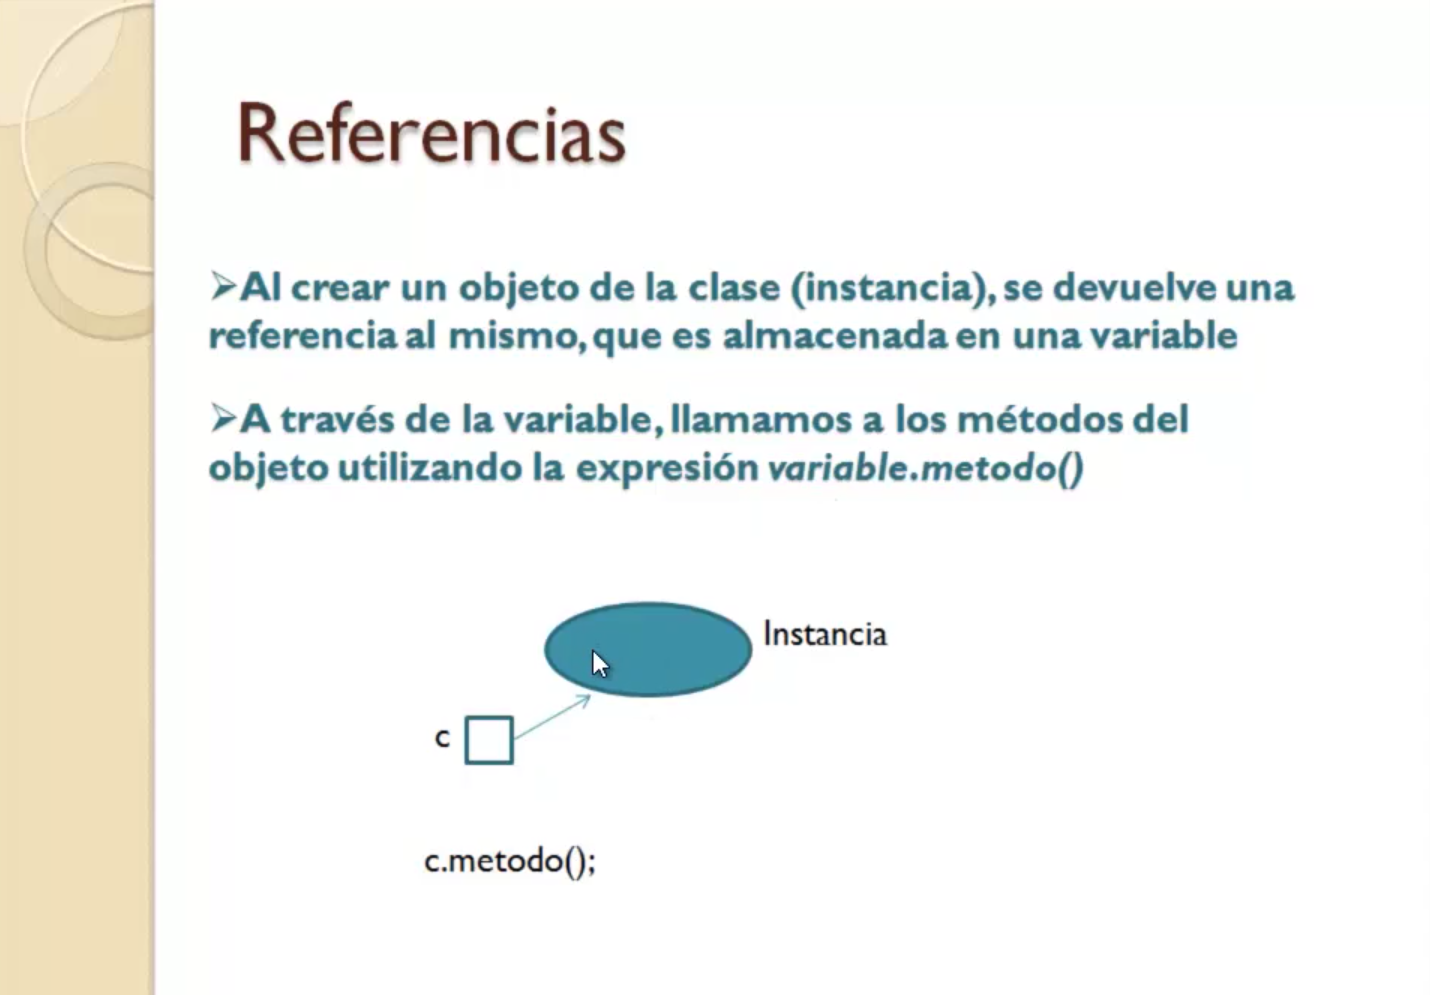 Referencias
➢Al crear un objeto de la clase (instancia), se devuelve una
referencia al mismo, que es almacenada en una variable
➢A través de la variable, llamamos a los métodos del
objeto utilizando la expresión variable.metodo()
Instancia
c
c.metodo();